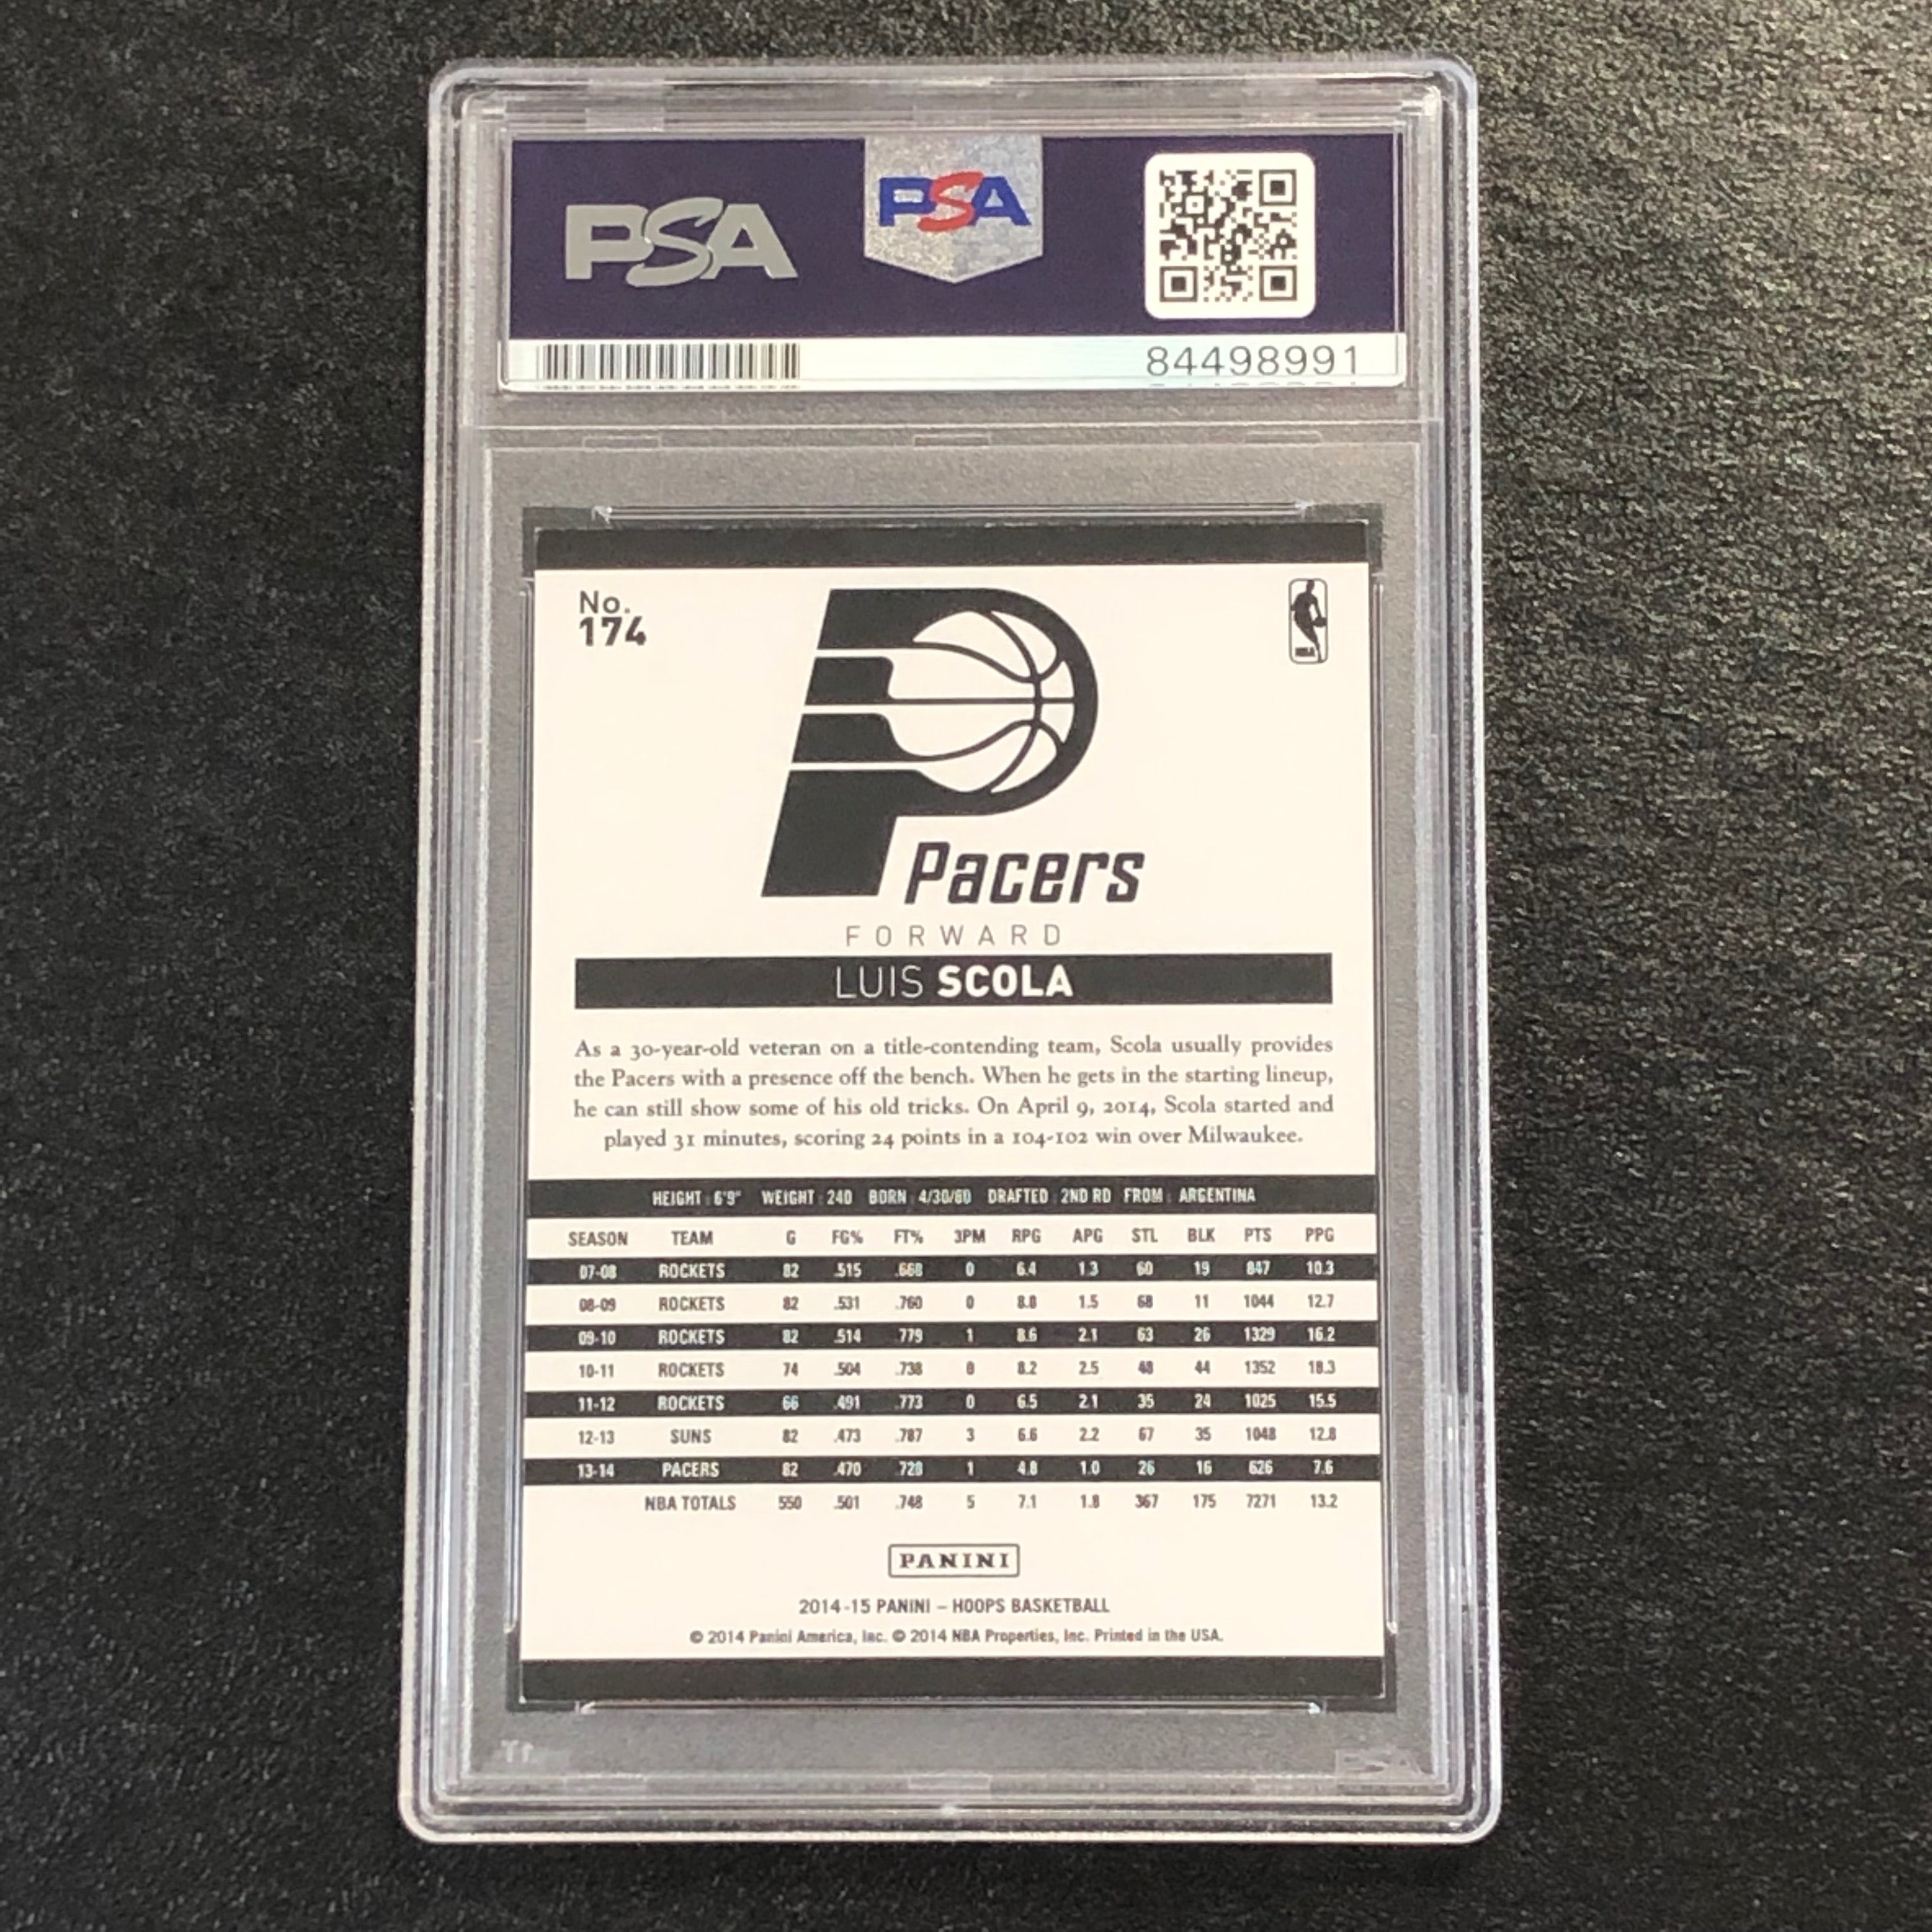 PSA
PSA
84498991
No.
174
NBA
Pacers
FORWARD
LUIS SCOLA
As a 30-year-old veteran on a title-contending team, Scola usually provides
the Pacers with a presence off the bench. When he gets in the starting lineup,
he can still show some of his old tricks. On April 9, 2014, Scola started and
played 31 minutes, scoring 24 points in a 104-102 win over Milwaukee.
HEIGHT : 6'9" WEIGHT : 240 BORN : 4/30/80 DRAFTED : 2ND RD FROM : ARGENTINA
SEASON TEAM G FG% FT% 3PM RPG APG STL BLK PTS PPG
07-08 ROCKETS 82 .515 .668 0 6.4 1.3 60 19 847 10.3
08-09 ROCKETS 82 .531 .760 0 8.8 1.5 68 11 1044 12.7
09-10 ROCKETS 82 .514 .779 1 8.6 2.1 63 26 1329 16.2
10-11 ROCKETS 74 .504 .738 0 8.2 2.5 48 44 1352 18.3
11-12 ROCKETS 66 .491 .773 0 6.5 2.1 35 24 1025 15.5
12-13 SUNS 82 .473 .787 3 6.6 2.2 67 35 1048 12.8
13-14 PACERS 82 .470 .728 1 4.8 1.0 26 16 626 7.6
NBA TOTALS 550 .501 .748 5 7.1 1.8 367 175 7271 13.2
PANINI
2014-15 PANINI – HOOPS BASKETBALL
© 2014 Panini America, Inc. © 2014 NBA Properties, Inc. Printed in the USA.
PSA